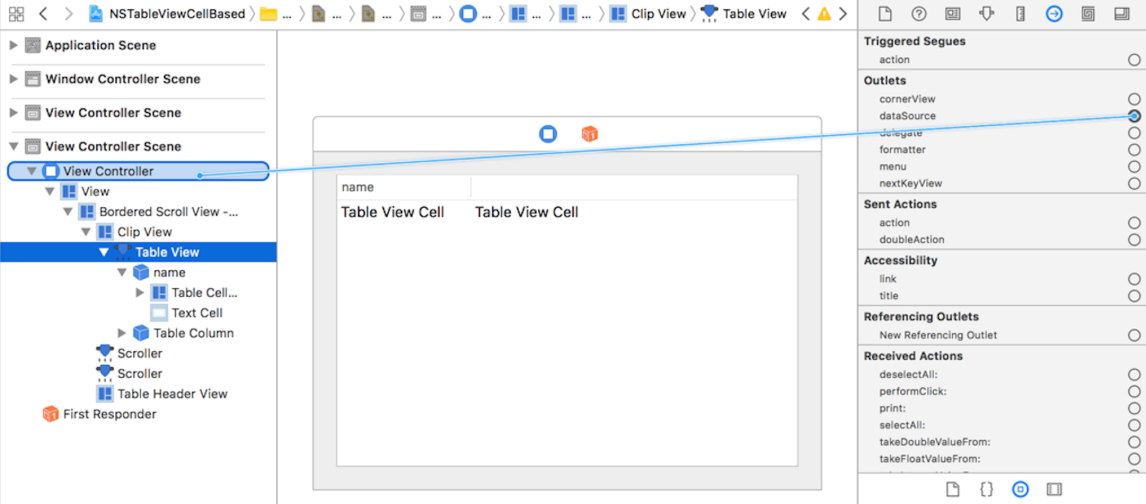 NSTableViewCellBased ... ... ... ... ... ... ... Clip View Table View
Application Scene
Window Controller Scene
View Controller Scene
View Controller Scene
View Controller
View
Bordered Scroll View -...
Clip View
Table View
name
Table Cell...
Text Cell
Table Column
Scroller
Scroller
Table Header View
First Responder
name
Table View Cell Table View Cell
Triggered Segues
action
Outlets
cornerView
dataSource
delegate
formatter
menu
nextKeyView
Sent Actions
action
doubleAction
Accessibility
link
title
Referencing Outlets
New Referencing Outlet
Received Actions
deselectAll:
performClick:
print:
selectAll:
takeDoubleValueFrom:
takeFloatValueFrom: